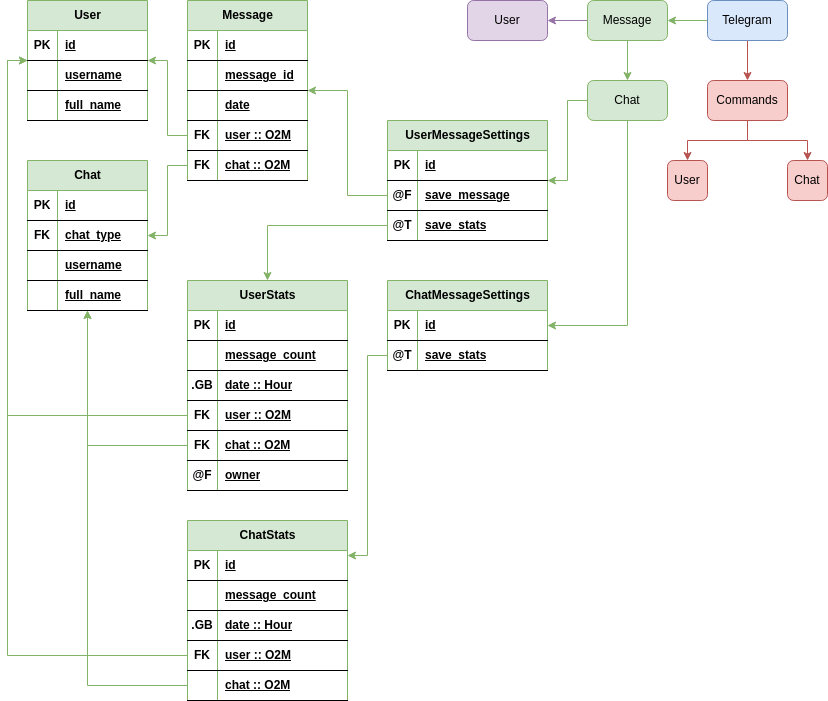 User
PK id
username
full_name
Message
PK id
message_id
date
FK user :: O2M
FK chat :: O2M
User
Message
Telegram
Chat
Commands
User
Chat
UserMessageSettings
PK id
@F save_message
@T save_stats
Chat
PK id
FK chat_type
username
full_name
UserStats
PK id
message_count
.GB date :: Hour
FK user :: O2M
FK chat :: O2M
@F owner
ChatMessageSettings
PK id
@T save_stats
ChatStats
PK id
message_count
.GB date :: Hour
FK user :: O2M
chat :: O2M